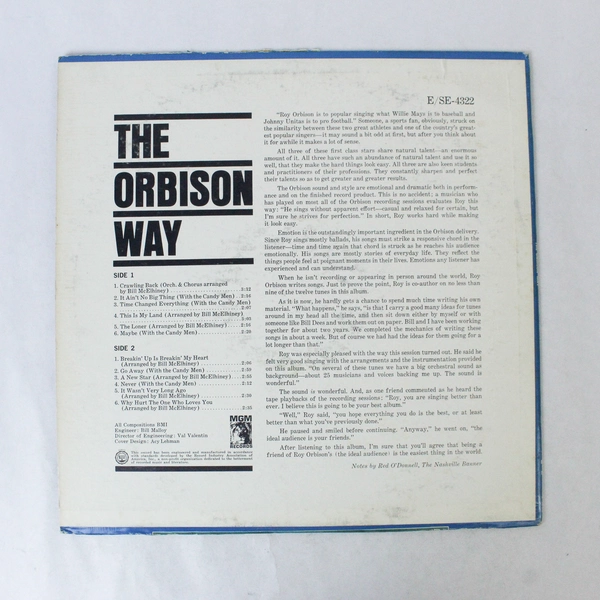 E/SE-4322
THE
ORBISON
WAY
SIDE 1
1. Crawling Back (Orch. & Chorus arranged
by Bill McElhiney)
2. It Ain't No Big Thing (With the Candy Men)
3. Time Changed Everything (With the Candy Men)
4. This Is My Land (Arranged by Bill McElhiney)
5. The Loner (Arranged by Bill McElhiney)
6. Maybe (With the Candy Men)
SIDE 2
1. Breakin' Up Is Breakin' My Heart
(Arranged by Bill McElhiney)
2. Go Away (With the Candy Men)
3. A New Star (Arranged by Bill McElhiney)
4. Never (With the Candy Men)
5. It Wasn't Very Long Ago
(Arranged by Bill McElhiney)
6. Why Hurt The One Who Loves You
(Arranged by Bill McElhiney)
All Compositions BMI
Engineer: Bill Malloy
Director of Engineering: Val Valentin
Cover Design: Acy Lehman
MGM
RECORDS
This record has been engineered and manufactured in accordance
with standards developed by the Record Industry Association of
America, Inc., a non-profit organization dedicated to the betterment
of recorded music and literature.
"Roy Orbison is to popular singing what Willie Mays is to baseball and
Johnny Unitas is to pro football." Someone, a sports fan, obviously, struck on
the similarity between these two great athletes and one of the country's great-
est popular singers—it may sound a bit odd at first, but after you think about
it for awhile it makes a lot of sense.
All three of these first class stars share natural talent—an enormous
amount of it. All three have such an abundance of natural talent and use it so
well, that they make the hard things look easy. All three are also keen students
and practitioners of their professions. They constantly sharpen and perfect
their talents so as to get greater and greater results.
The Orbison sound and style are emotional and dramatic both in perform-
ance and on the finished record product. This is no accident; a musician who
has played on most all of the Orbison recording sessions evaluates Roy this
way: "He sings without apparent effort—casual and relaxed for certain, but
I'm sure he strives for perfection." In short, Roy works hard while making
it look easy.
Emotion is the outstandingly important ingredient in the Orbison delivery.
Since Roy sings mostly ballads, his songs must strike a responsive chord in the
listener—time and time again that chord is struck as he reaches his audience
emotionally. His songs are mostly stories of everyday life. They reflect the
things people feel at poignant moments in their lives. Emotions any listener has
experienced and can understand.
When he isn't recording or appearing in person around the world, Roy
Orbison writes songs. Just to prove the point, Roy is co-author on no less than
nine of the twelve tunes in this album.
As it is now, he hardly gets a chance to spend much time writing his own
material. "What happens," he says, "is that I carry a good many ideas for tunes
around in my head all the time, and then sit down either by myself or with
someone like Bill Dees and work them out on paper. Bill and I have been working
together for about two years. We completed the mechanics of writing these
songs in about a week. But of course we had had the ideas for them going for a
lot longer than that."
Roy was especially pleased with the way this session turned out. He said he
felt very good singing with the arrangements and the instrumentation provided
on this album. "On several of these tunes we have a big orchestral sound as
background—about 25 musicians and voices backing me up. The sound is
wonderful."
The sound is wonderful. And, as one friend commented as he heard the
tape playbacks of the recording sessions: "Roy, you are singing better than
ever. I believe this is going to be your best album."
"Well," Roy said, "you hope everything you do is the best, or at least
better than what you've previously done."
He paused and smiled before continuing. "Anyway," he went on, "the
ideal audience is your friends."
After listening to this album, I'm sure that you'll agree that being a
friend of Roy Orbison's (the ideal audience) is the easiest thing in the world.
Notes by Red O'Donnell, The Nashville Banner